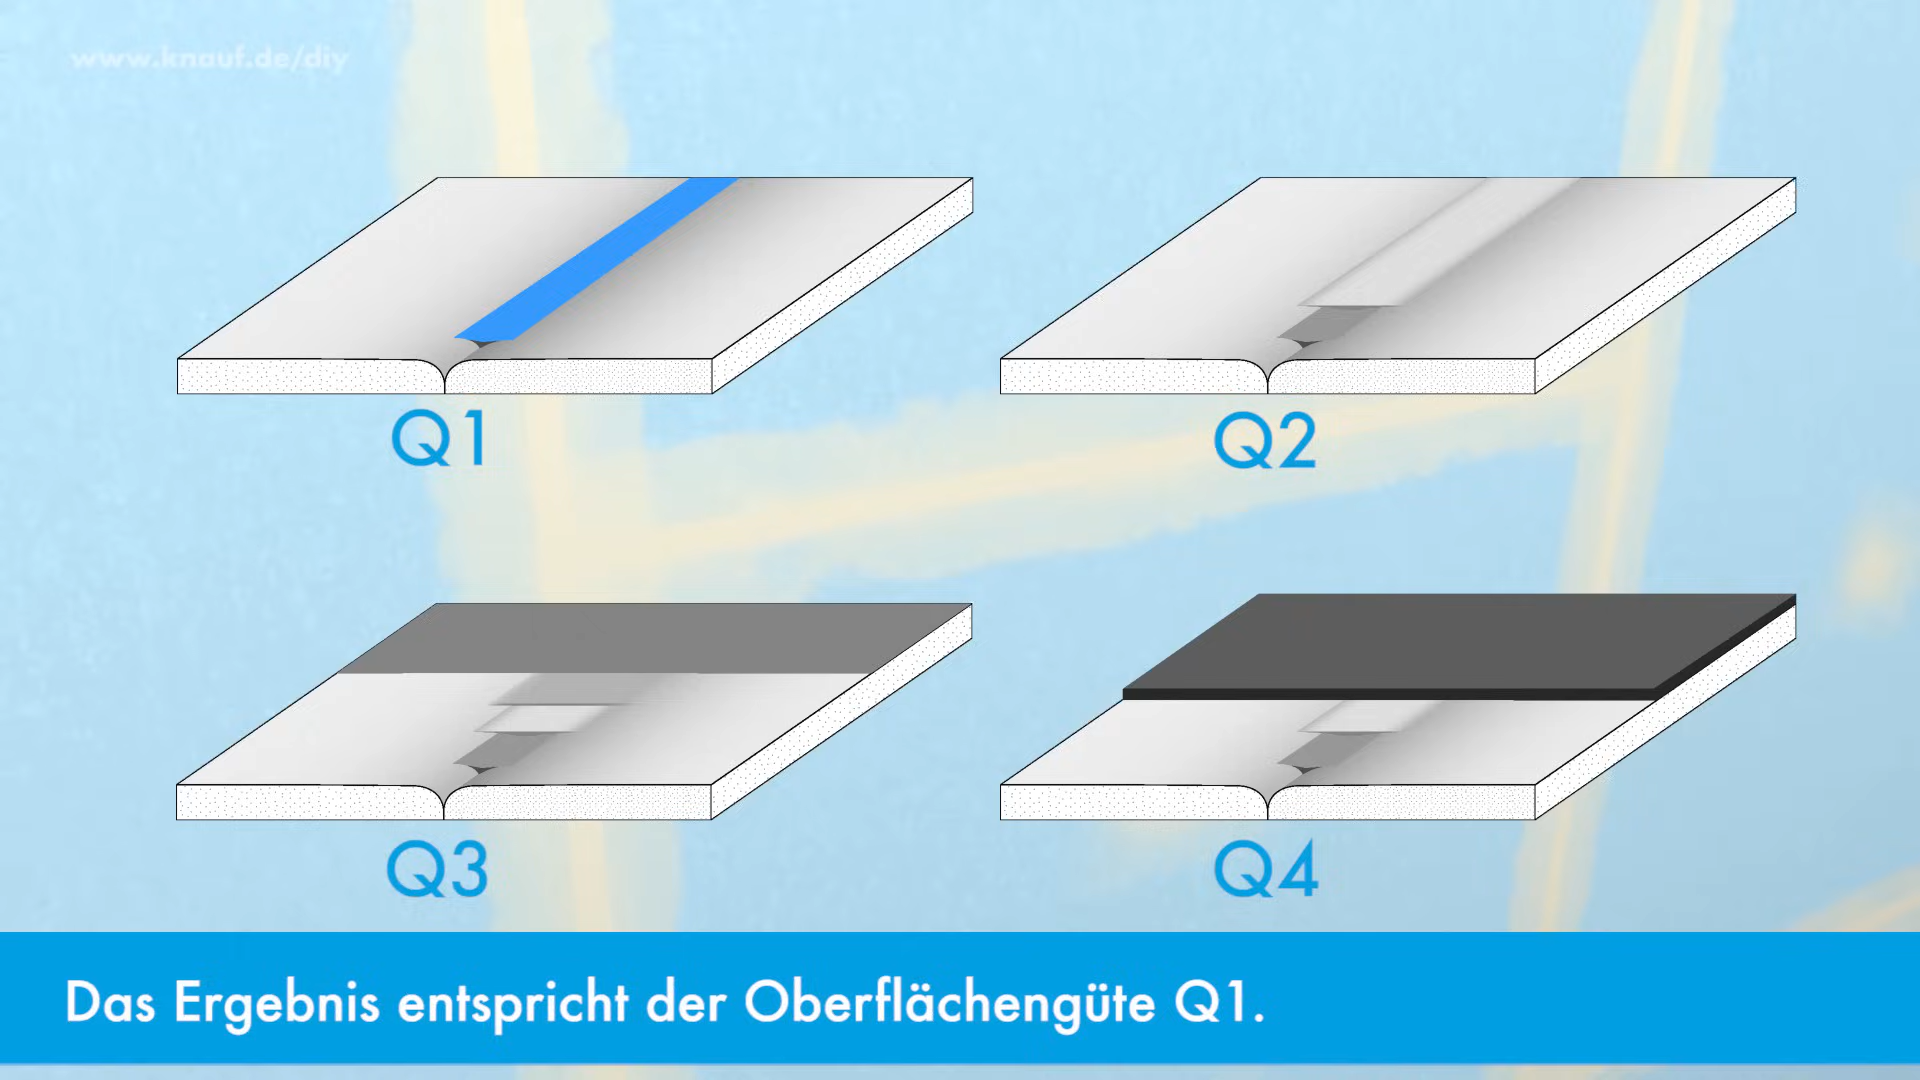 www.knauf.de/diy
Q1
Q2
Q3
Q4
Das Ergebnis entspricht der Oberflächengüte Q1.